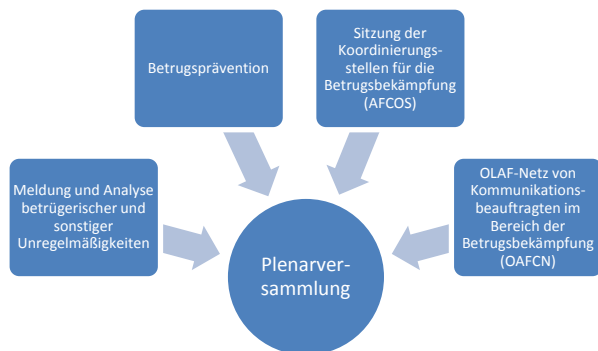 Meldung und Analyse
betrügerischer und
sonstiger
Unregelmäßigkeiten
Betrugsprävention
Sitzung der
Koordinierungs-
stellen für die
Betrugsbekämpfung
(AFCOS)
OLAF-Netz von
Kommunikations-
beauftragten im
Bereich der
Betrugsbekämpfung
(OAFCN)
Plenarver-
sammlung